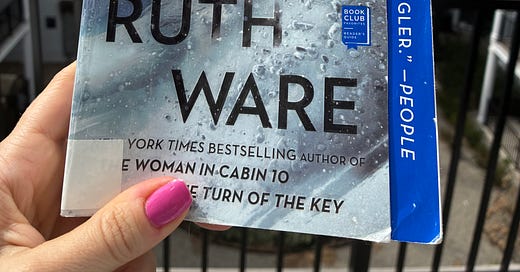 RUTH
WARE
YORK TIMES BESTSELLING AUTHOR OF
E WOMAN IN CABIN 10
E TURN OF THE KEY
BOOK
CLUB
FAVORITES
READER'S
GUIDE
GLER." —PEOPLE